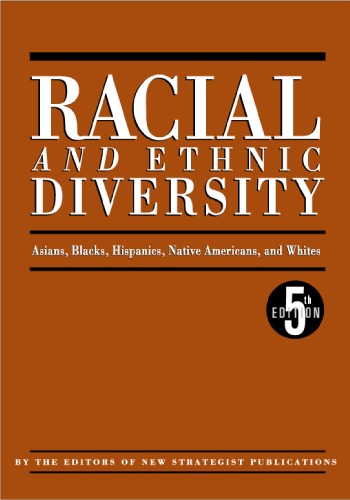 RACIAL
AND ETHNIC
DIVERSITY
Asians, Blacks, Hispanics, Native Americans, and Whites
5th
EDITION
BY THE EDITORS OF NEW STRATEGIST PUBLICATIONS